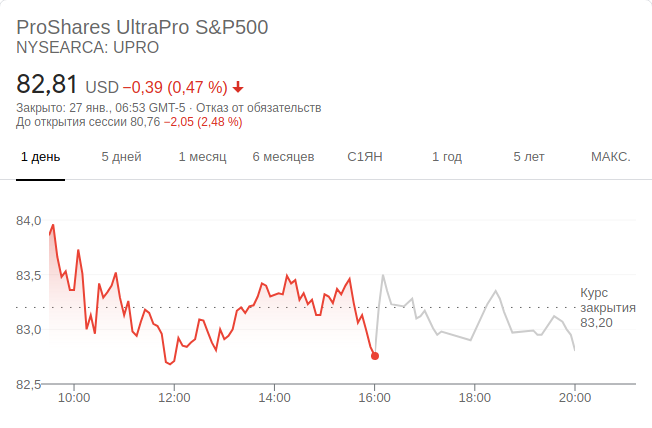 ProShares UltraPro S&P500
NYSEARCA: UPRO
82,81 USD −0,39 (0,47 %)
Закрыто: 27 янв., 06:53 GMT-5 · Отказ от обязательств
До открытия сессии 80,76 −2,05 (2,48 %)
1 день 5 дней 1 месяц 6 месяцев С1ЯН 1 год 5 лет МАКС.
84,0
83,5
83,0
82,5
Курс
закрытия
83,20
10:00 12:00 14:00 16:00 18:00 20:00